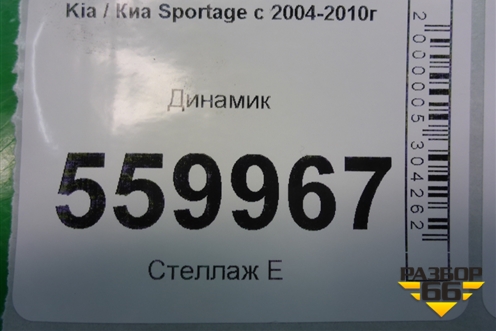 Kia / Киа Sportage с 2004-2010г
Динамик
559967
Стеллаж Е
2000005304262
РАЗБОР
66